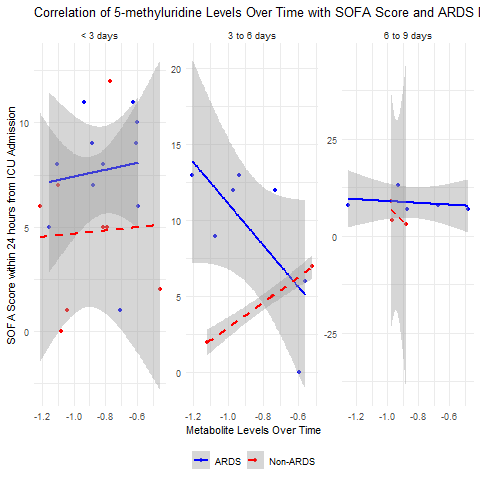 Correlation of 5-methyluridine Levels Over Time with SOFA Score and ARDS
< 3 days
3 to 6 days
6 to 9 days
SOFA Score within 24 hours from ICU Admission
10
5
0
20
15
10
5
0
25
0
-25
-1.2 -1.0 -0.8 -0.6
-1.2 -1.0 -0.8 -0.6
-1.2 -1.0 -0.8 -0.6
Metabolite Levels Over Time
ARDS Non-ARDS